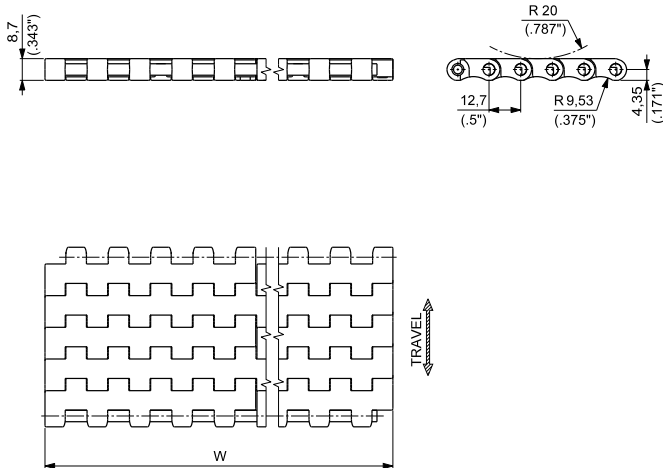 8,7
(.343")
R 20
(.787")
12,7
(.5")
R 9,53
(.375")
4,35
(.171")
TRAVEL
W